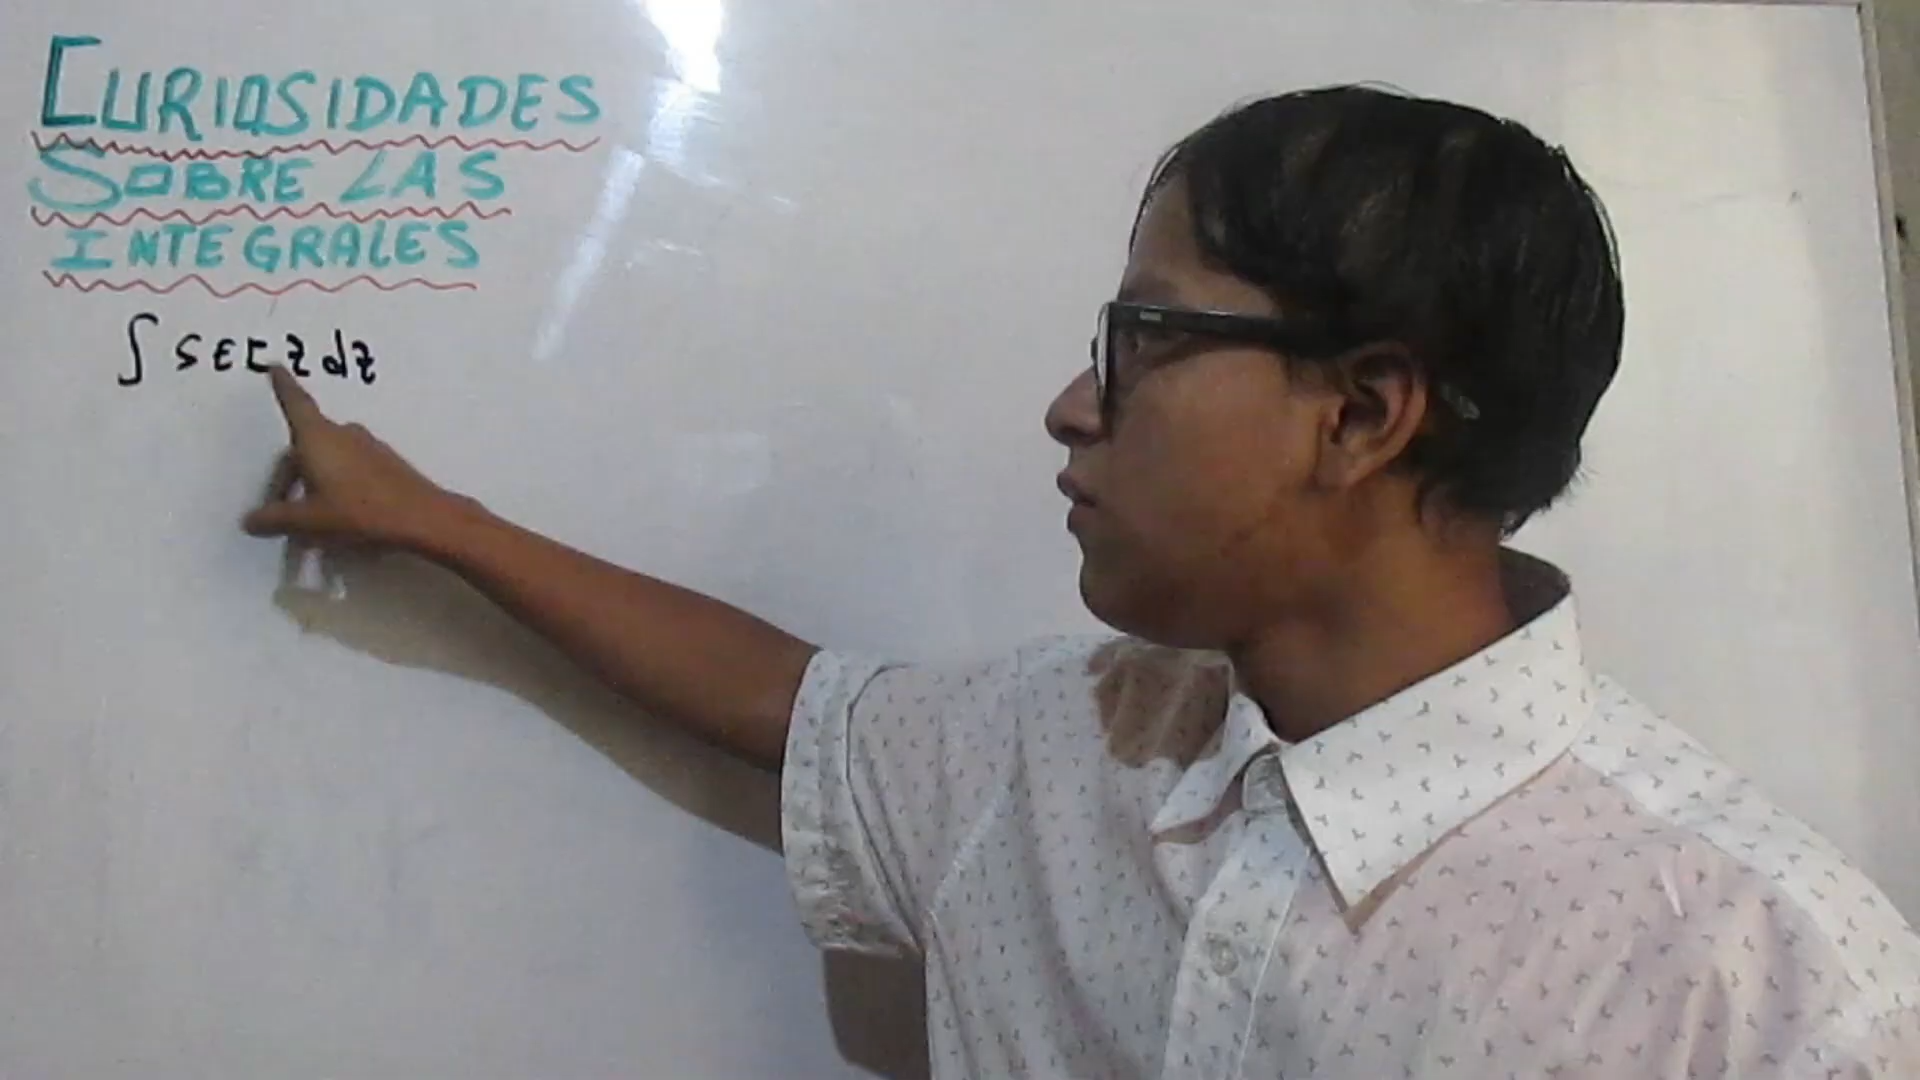 CURIOSIDADES
SOBRE LAS
INTEGRALES
∫ SEC z dz